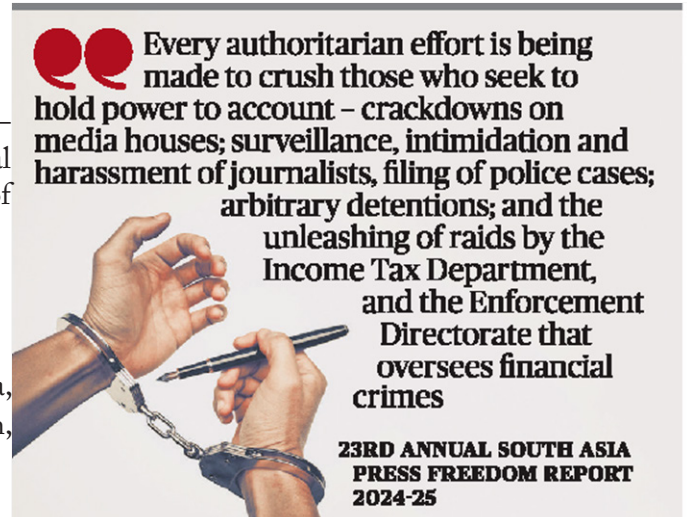 Every authoritarian effort is being
made to crush those who seek to
hold power to account – crackdowns on
media houses; surveillance, intimidation and
harassment of journalists, filing of police cases;
arbitrary detentions; and the
unleashing of raids by the
Income Tax Department,
and the Enforcement
Directorate that
oversees financial
crimes
23RD ANNUAL SOUTH ASIA
PRESS FREEDOM REPORT
2024-25